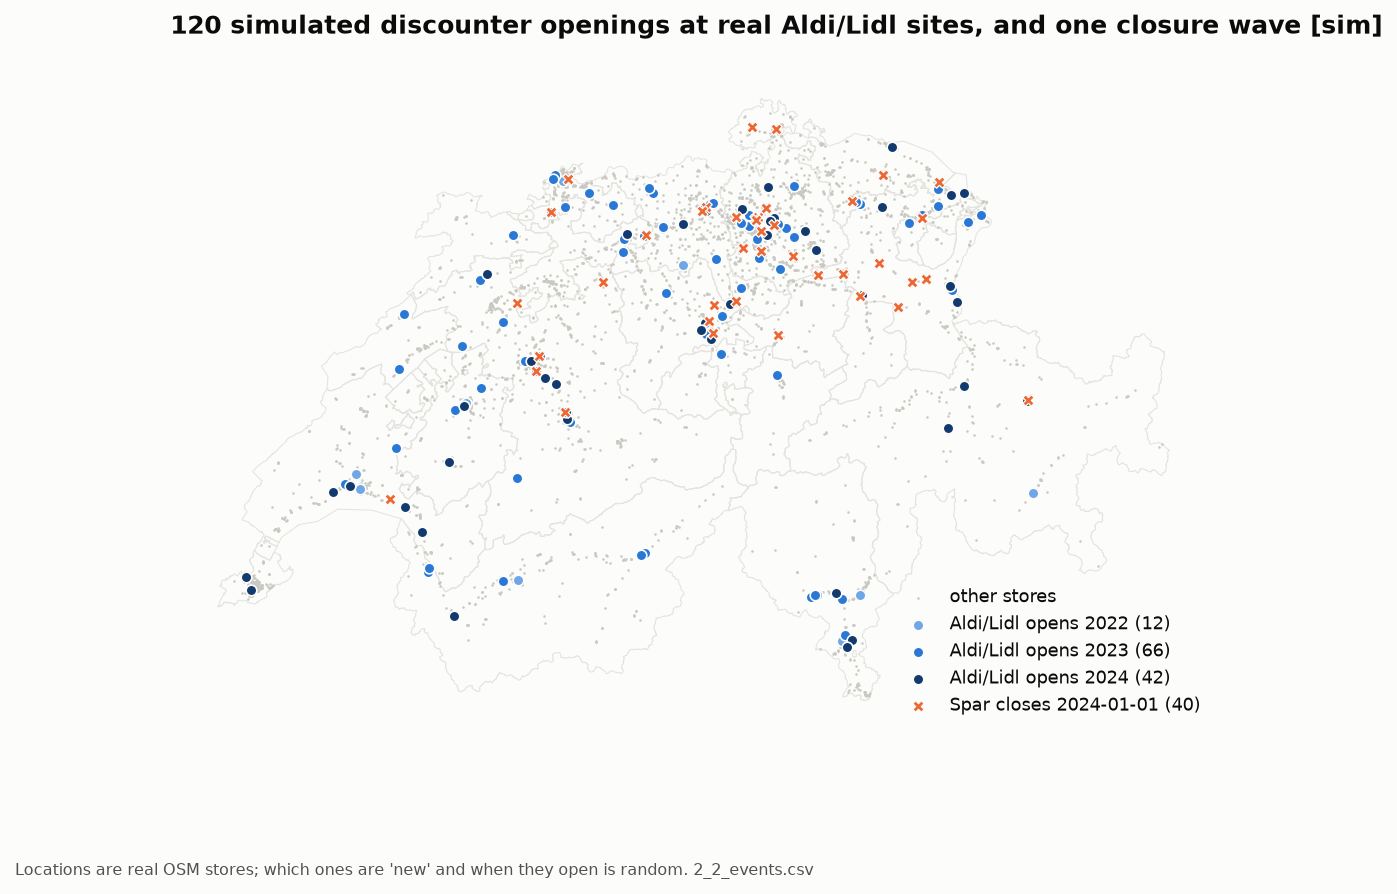 120 simulated discounter openings at real Aldi/Lidl sites, and one closure wave [sim]
other stores
Aldi/Lidl opens 2022 (12)
Aldi/Lidl opens 2023 (66)
Aldi/Lidl opens 2024 (42)
Spar closes 2024-01-01 (40)
Locations are real OSM stores; which ones are 'new' and when they open is random. 2_2_events.csv